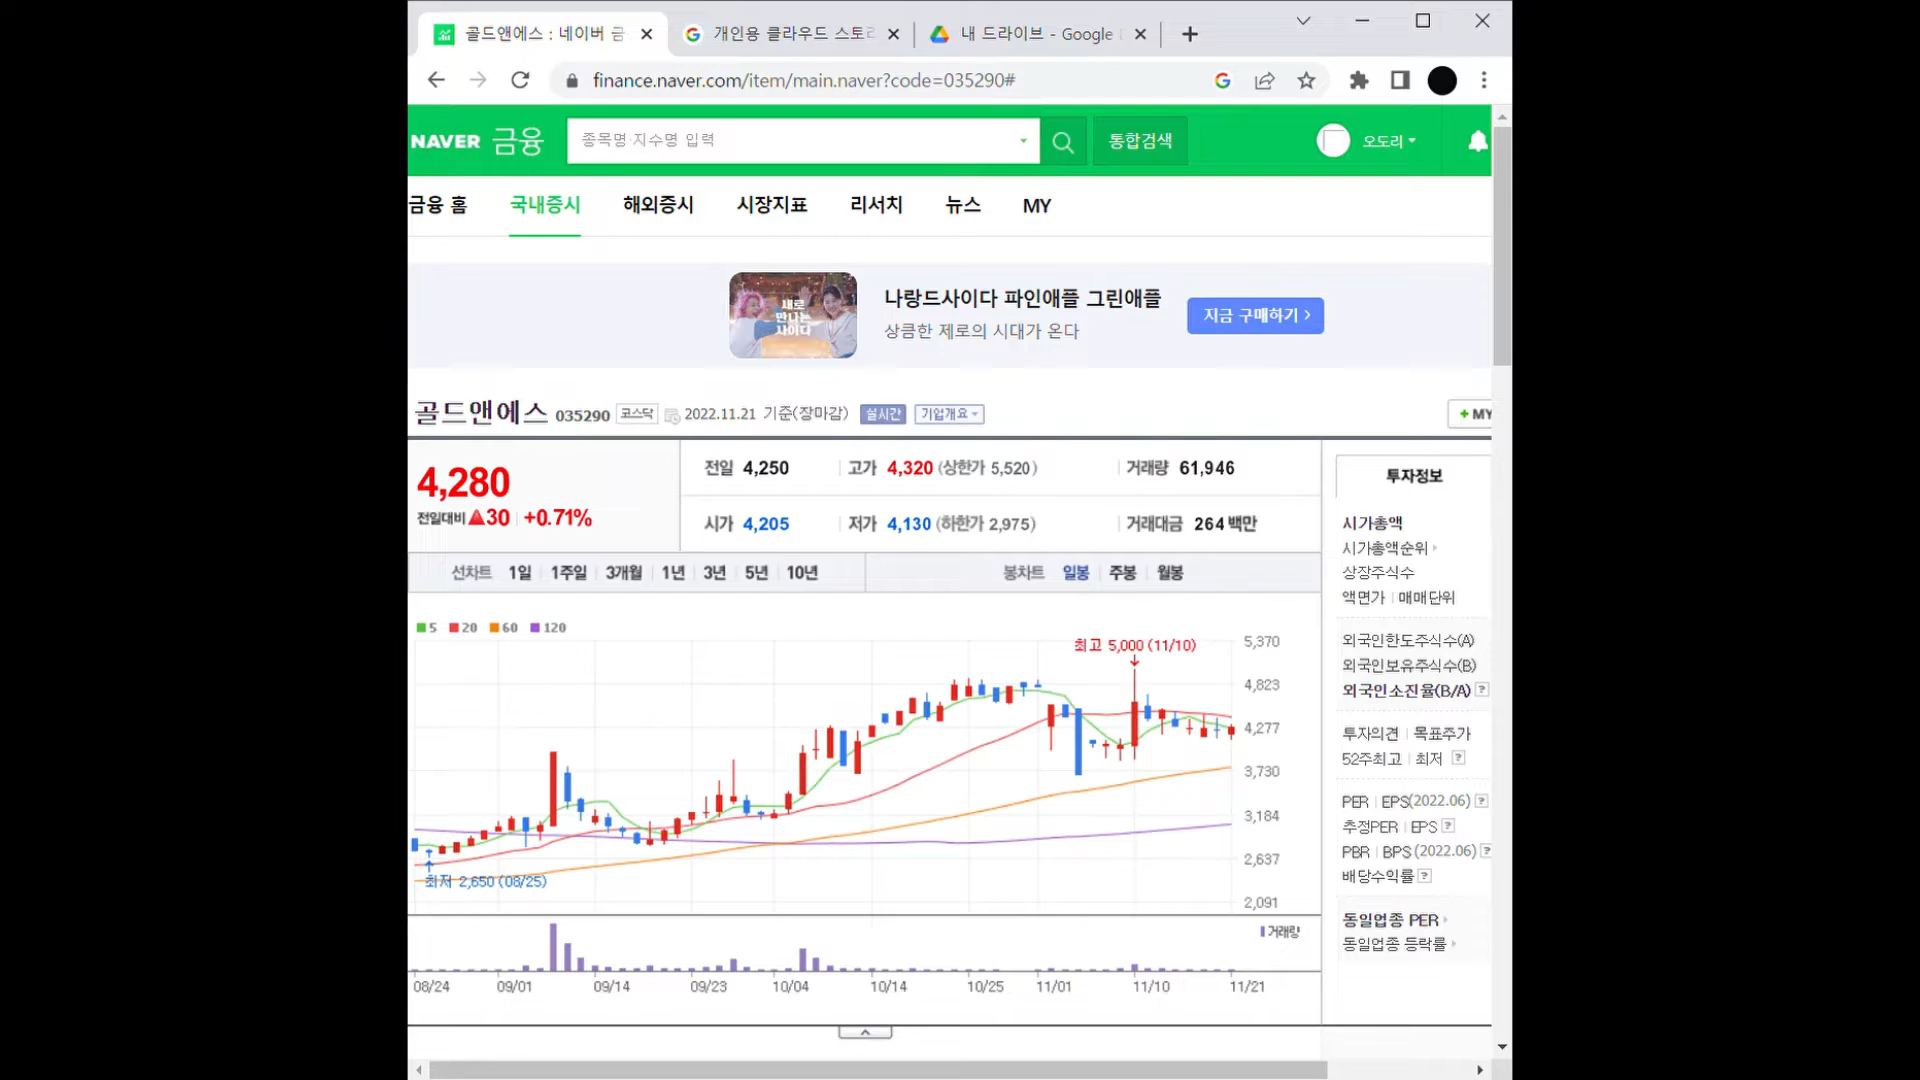 골드앤에스 : 네이버 금
개인용 클라우드 스토리
내 드라이브 - Google
finance.naver.com/item/main.naver?code=035290#
NAVER 금융
종목명·지수명 입력
통합검색
오도리
금융 홈 국내증시 해외증시 시장지표 리서치 뉴스 MY
새로
만나는
사이다
나랑드사이다 파인애플 그린애플
상큼한 제로의 시대가 온다
지금 구매하기 >
골드앤에스 035290 코스닥 2022.11.21 기준(장마감) 실시간 기업개요
+ MY
4,280
전일대비 ▲30 +0.71%
전일 4,250 고가 4,320 (상한가 5,520) 거래량 61,946
시가 4,205 저가 4,130 (하한가 2,975) 거래대금 264 백만
선차트 1일 1주일 3개월 1년 3년 5년 10년
봉차트 일봉 주봉 월봉
5 20 60 120
최고 5,000 (11/10)
최저 2,650 (08/25)
5,370
4,823
4,277
3,730
3,184
2,637
2,091
거래량
08/24 09/01 09/14 09/23 10/04 10/14 10/25 11/01 11/10 11/21
투자정보
시가총액
시가총액순위
상장주식수
액면가 | 매매단위
외국인한도주식수(A)
외국인보유주식수(B)
외국인소진율(B/A) ?
투자의견 | 목표주가
52주최고 | 최저 ?
PER | EPS(2022.06) ?
추정PER | EPS ?
PBR | BPS(2022.06) ?
배당수익률 ?
동일업종 PER
동일업종 등락률